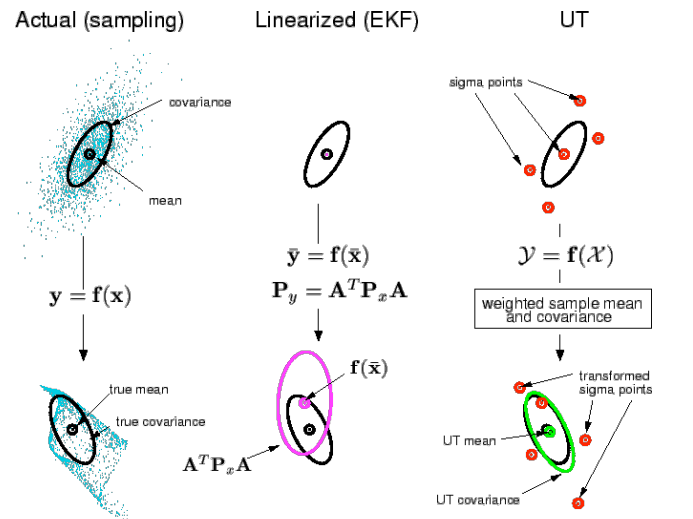 Actual (sampling)
Linearized (EKF)
UT
covariance
mean
sigma points
y = f(x)
ȳ = f(x̄)
P_y = A^T P_x A
𝒴 = f(𝒳)
weighted sample mean
and covariance
true mean
true covariance
f(x̄)
A^T P_x A
transformed
sigma points
UT mean
UT covariance